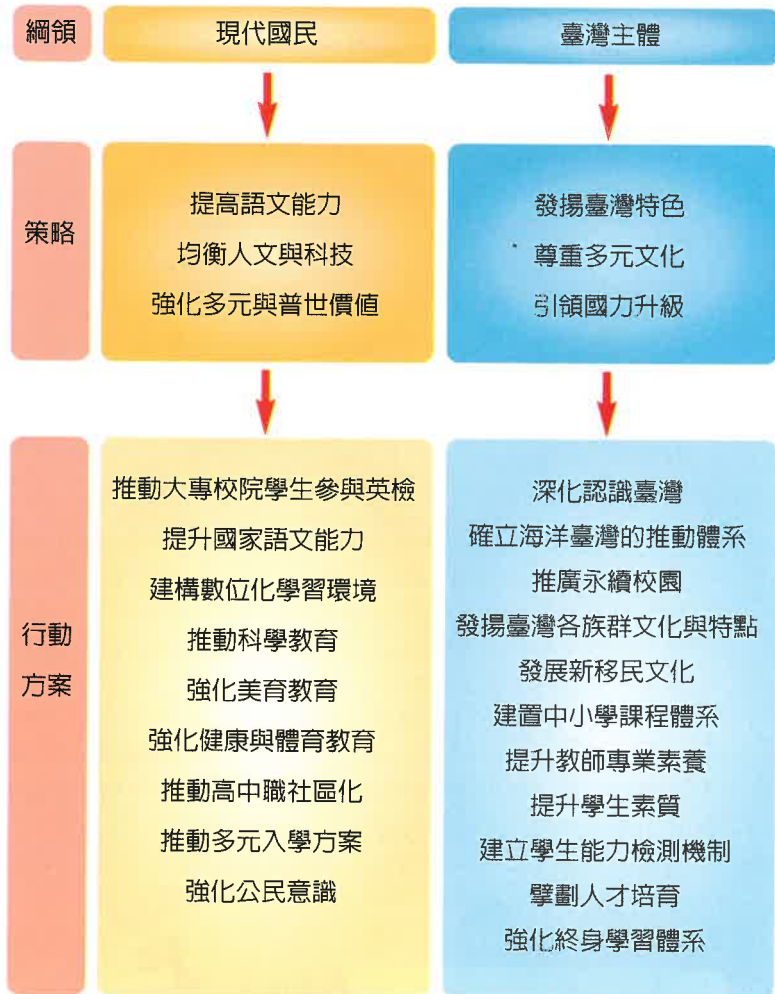 綱領
現代國民
臺灣主體
策略
提高語文能力
均衡人文與科技
強化多元與普世價值
發揚臺灣特色
尊重多元文化
引領國力升級
行動
方案
推動大專校院學生參與英檢
提升國家語文能力
建構數位化學習環境
推動科學教育
強化美育教育
強化健康與體育教育
推動高中職社區化
推動多元入學方案
強化公民意識
深化認識臺灣
確立海洋臺灣的推動體系
推廣永續校園
發揚臺灣各族群文化與特點
發展新移民文化
建置中小學課程體系
提升教師專業素養
提升學生素質
建立學生能力檢測機制
擘劃人才培育
強化終身學習體系